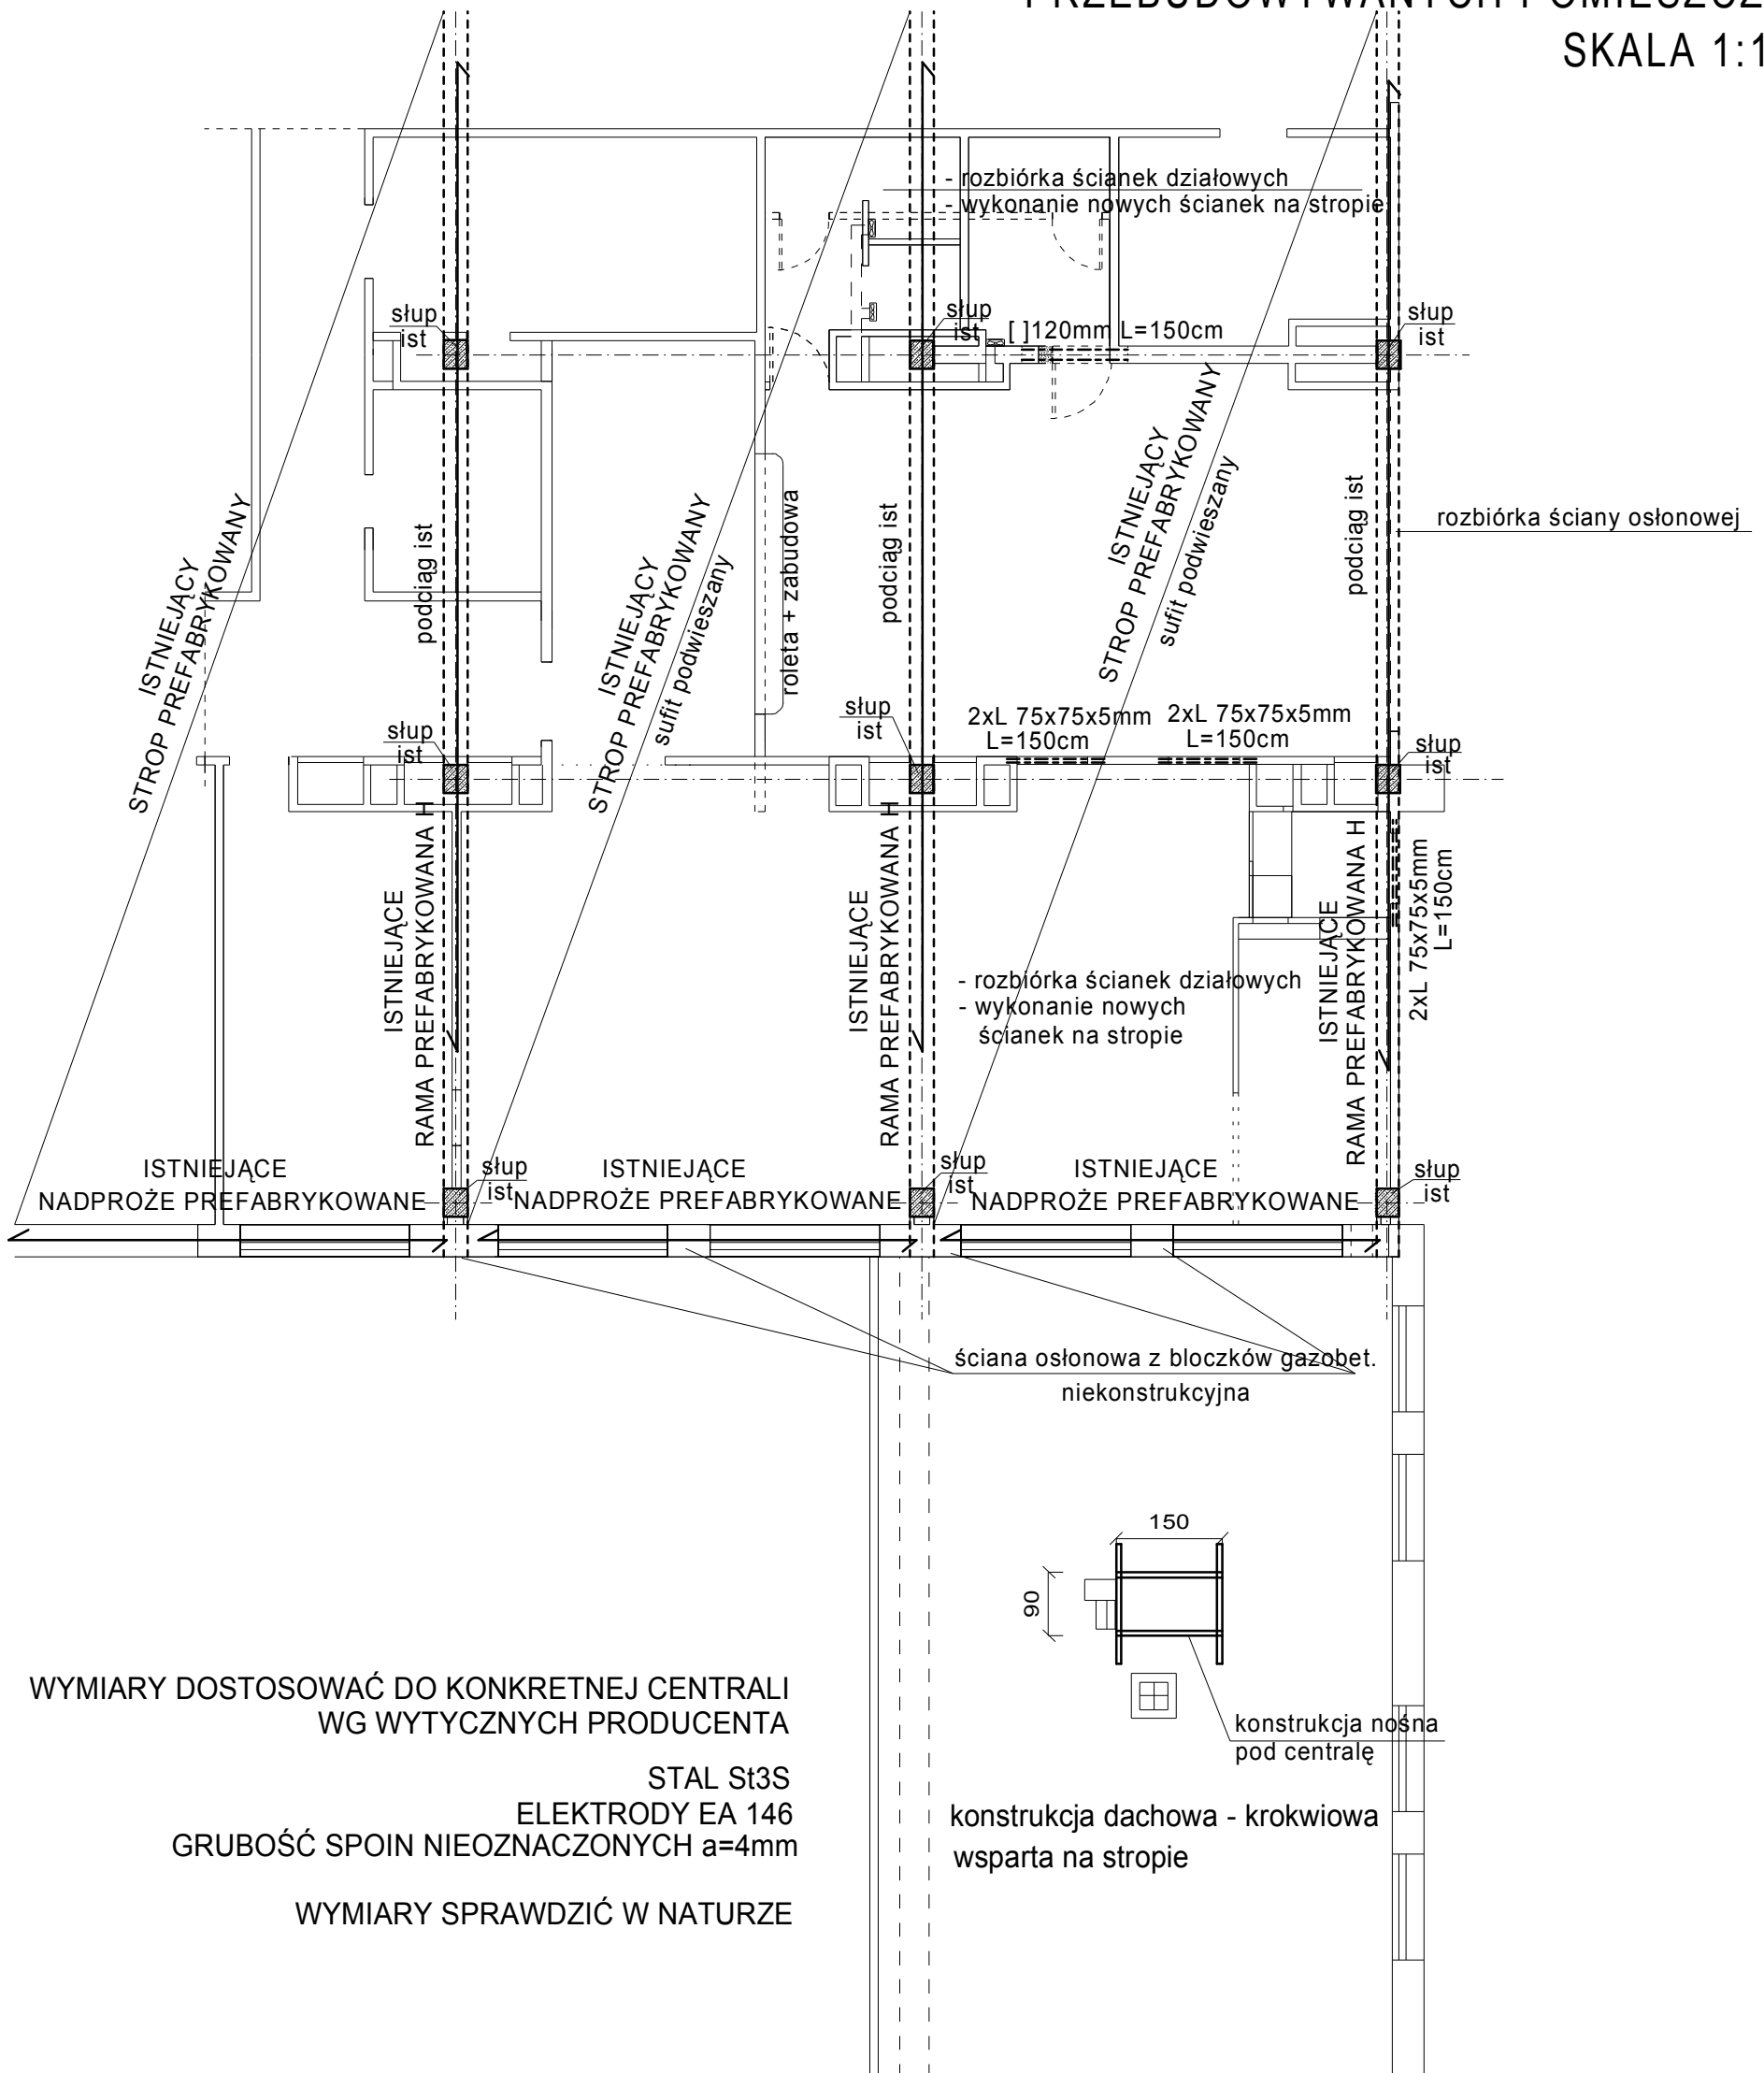 SKALA 1:1
- rozbiórka ścianek działowych
- wykonanie nowych ścianek na stropie
słup
ist
słup
ist
[ ]120mm L=150cm
słup
ist
ISTNIEJĄCY
STROP PREFABRYKOWANY
podciąg ist
ISTNIEJĄCY
STROP PREFABRYKOWANY
sufit podwieszany
roleta + zabudowa
podciąg ist
ISTNIEJĄCY
STROP PREFABRYKOWANY
sufit podwieszany
podciąg ist
rozbiórka ściany osłonowej
słup
ist
słup
ist
2xL 75x75x5mm
L=150cm
2xL 75x75x5mm
L=150cm
słup
ist
ISTNIEJĄCE
RAMA PREFABRYKOWANA H
ISTNIEJĄCE
RAMA PREFABRYKOWANA H
- rozbiórka ścianek działowych
- wykonanie nowych
ścianek na stropie
ISTNIEJĄCE
RAMA PREFABRYKOWANA H
2xL 75x75x5mm
L=150cm
ISTNIEJĄCE
NADPROŻE PREFABRYKOWANE
słup
ist
ISTNIEJĄCE
NADPROŻE PREFABRYKOWANE
słup
ist
ISTNIEJĄCE
NADPROŻE PREFABRYKOWANE
słup
ist
ściana osłonowa z bloczków gazobet.
niekonstrukcyjna
150
90
konstrukcja nośna
pod centralę
WYMIARY DOSTOSOWAĆ DO KONKRETNEJ CENTRALI
WG WYTYCZNYCH PRODUCENTA
STAL St3S
ELEKTRODY EA 146
GRUBOŚĆ SPOIN NIEOZNACZONYCH a=4mm
WYMIARY SPRAWDZIĆ W NATURZE
konstrukcja dachowa - krokwiowa
wsparta na stropie